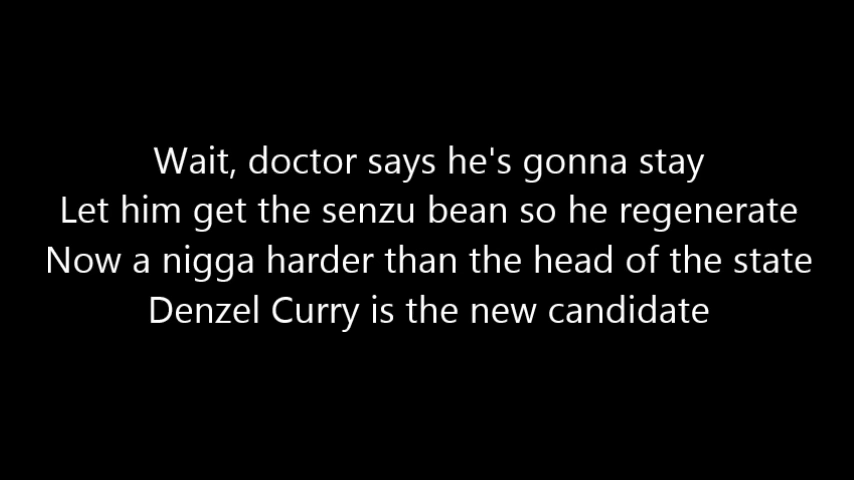 Wait, doctor says he's gonna stay
Let him get the senzu bean so he regenerate
Now a nigga harder than the head of the state
Denzel Curry is the new candidate